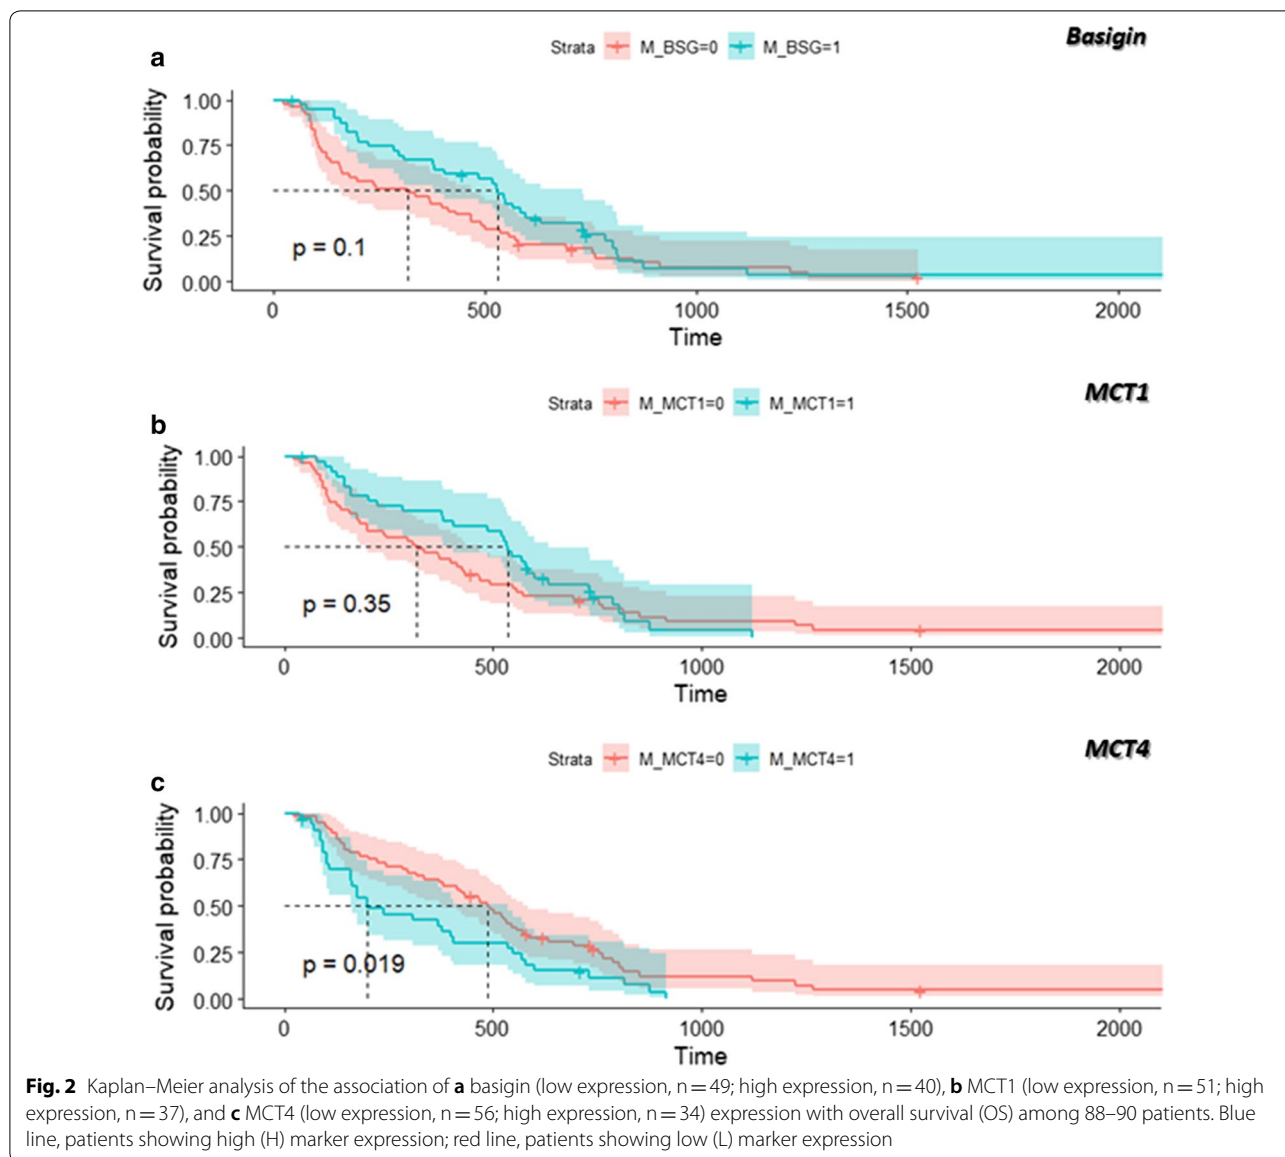 Basigin
a
Strata M_BSG=0 M_BSG=1
Survival probability
1.00
0.75
0.50
0.25
0.00
p = 0.1
0 500 1000 1500 2000
Time
MCT1
b
Strata M_MCT1=0 M_MCT1=1
Survival probability
1.00
0.75
0.50
0.25
0.00
p = 0.35
0 500 1000 1500 2000
Time
MCT4
c
Strata M_MCT4=0 M_MCT4=1
Survival probability
1.00
0.75
0.50
0.25
0.00
p = 0.019
0 500 1000 1500 2000
Time
Fig. 2 Kaplan–Meier analysis of the association of a basigin (low expression, n = 49; high expression, n = 40), b MCT1 (low expression, n = 51; high
expression, n = 37), and c MCT4 (low expression, n = 56; high expression, n = 34) expression with overall survival (OS) among 88–90 patients. Blue
line, patients showing high (H) marker expression; red line, patients showing low (L) marker expression